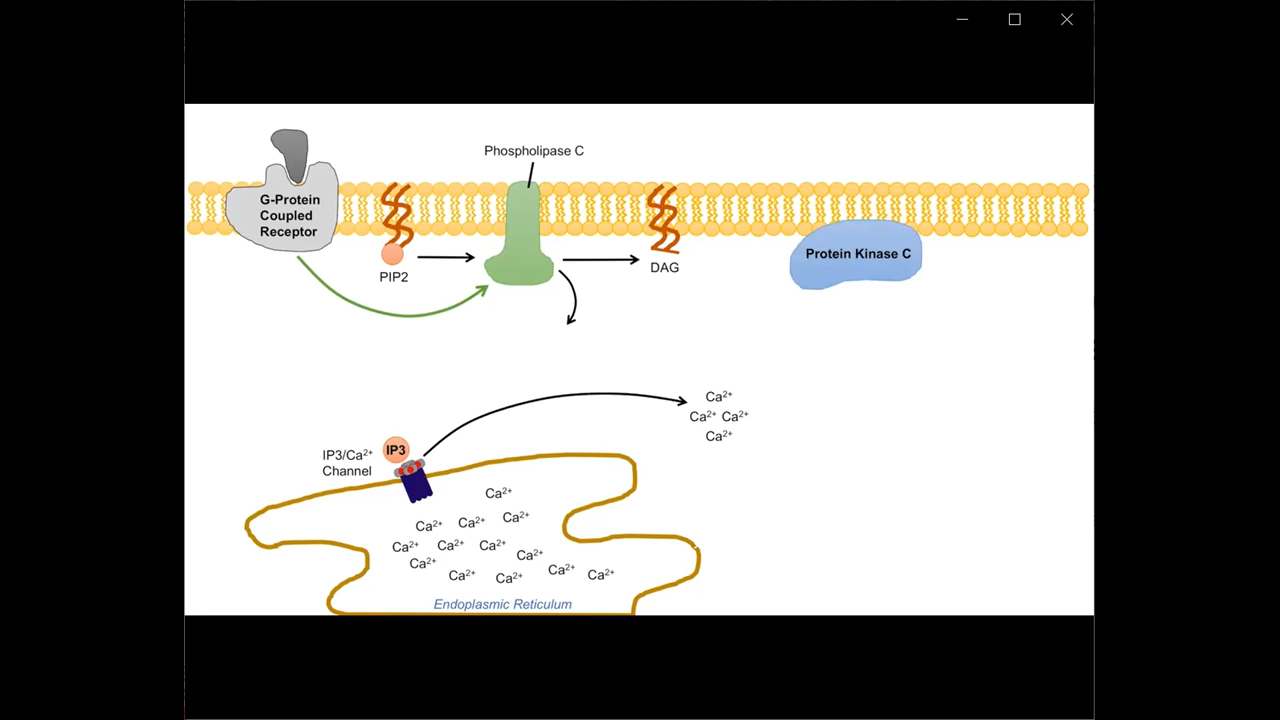 Phospholipase C
G-Protein
Coupled
Receptor
PIP2
DAG
Protein Kinase C
Ca²⁺
Ca²⁺ Ca²⁺
Ca²⁺
IP3
IP3/Ca²⁺
Channel
Ca²⁺
Ca²⁺ Ca²⁺ Ca²⁺
Ca²⁺ Ca²⁺ Ca²⁺ Ca²⁺
Ca²⁺ Ca²⁺ Ca²⁺ Ca²⁺ Ca²⁺
Endoplasmic Reticulum